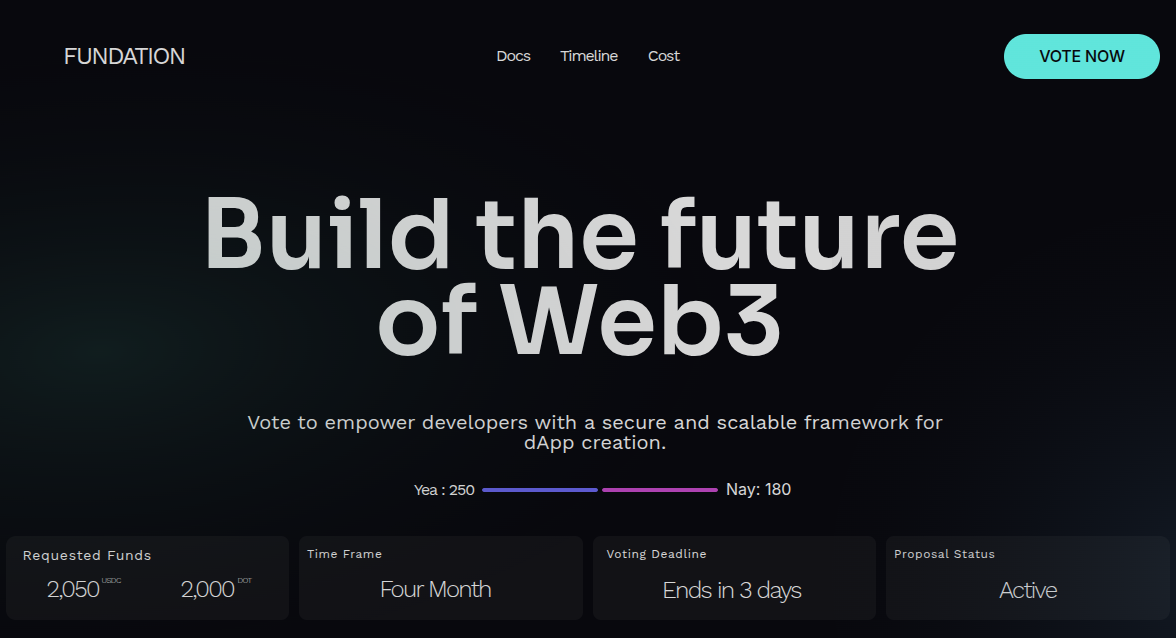 FUNDATION
Docs Timeline Cost
VOTE NOW
Build the future
of Web3
Vote to empower developers with a secure and scalable framework for
dApp creation.
Yea : 250 Nay: 180
Requested Funds
2,050 USDC 2,000 DOT
Time Frame
Four Month
Voting Deadline
Ends in 3 days
Proposal Status
Active